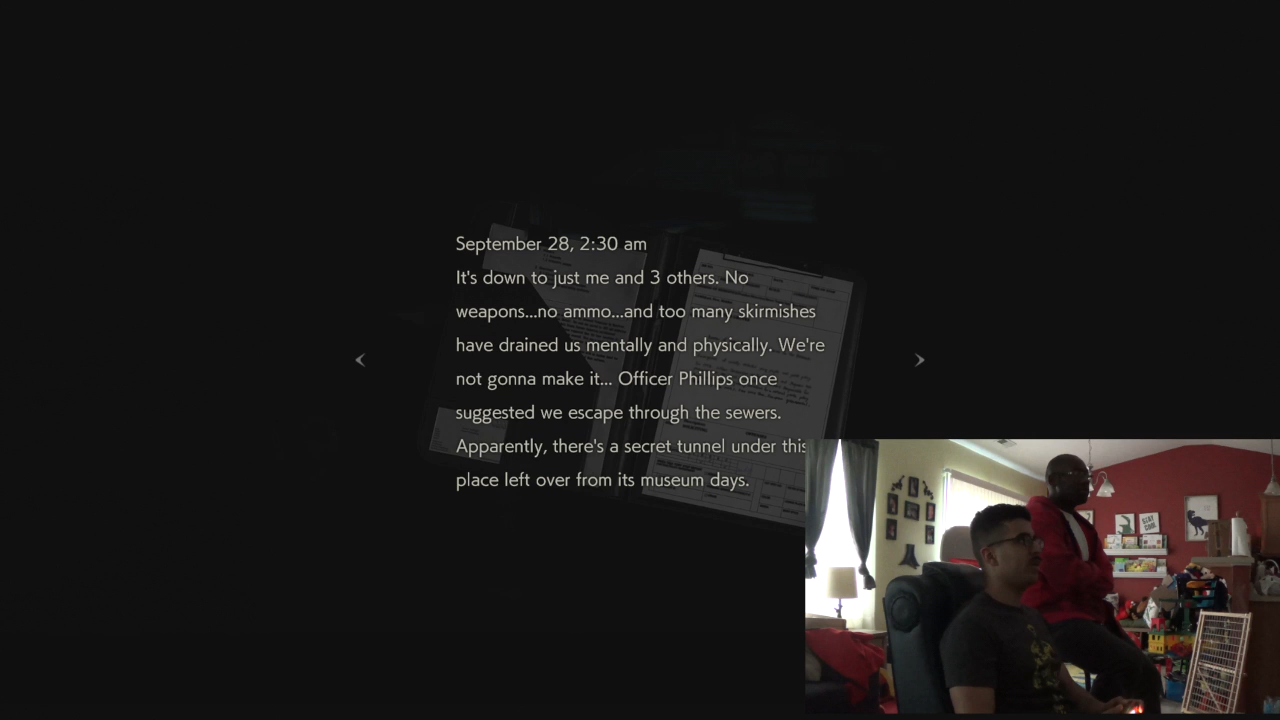 September 28, 2:30 am
It's down to just me and 3 others. No
weapons...no ammo...and too many skirmishes
have drained us mentally and physically. We're
not gonna make it... Officer Phillips once
suggested we escape through the sewers.
Apparently, there's a secret tunnel under this
place left over from its museum days.
STAY
COOL